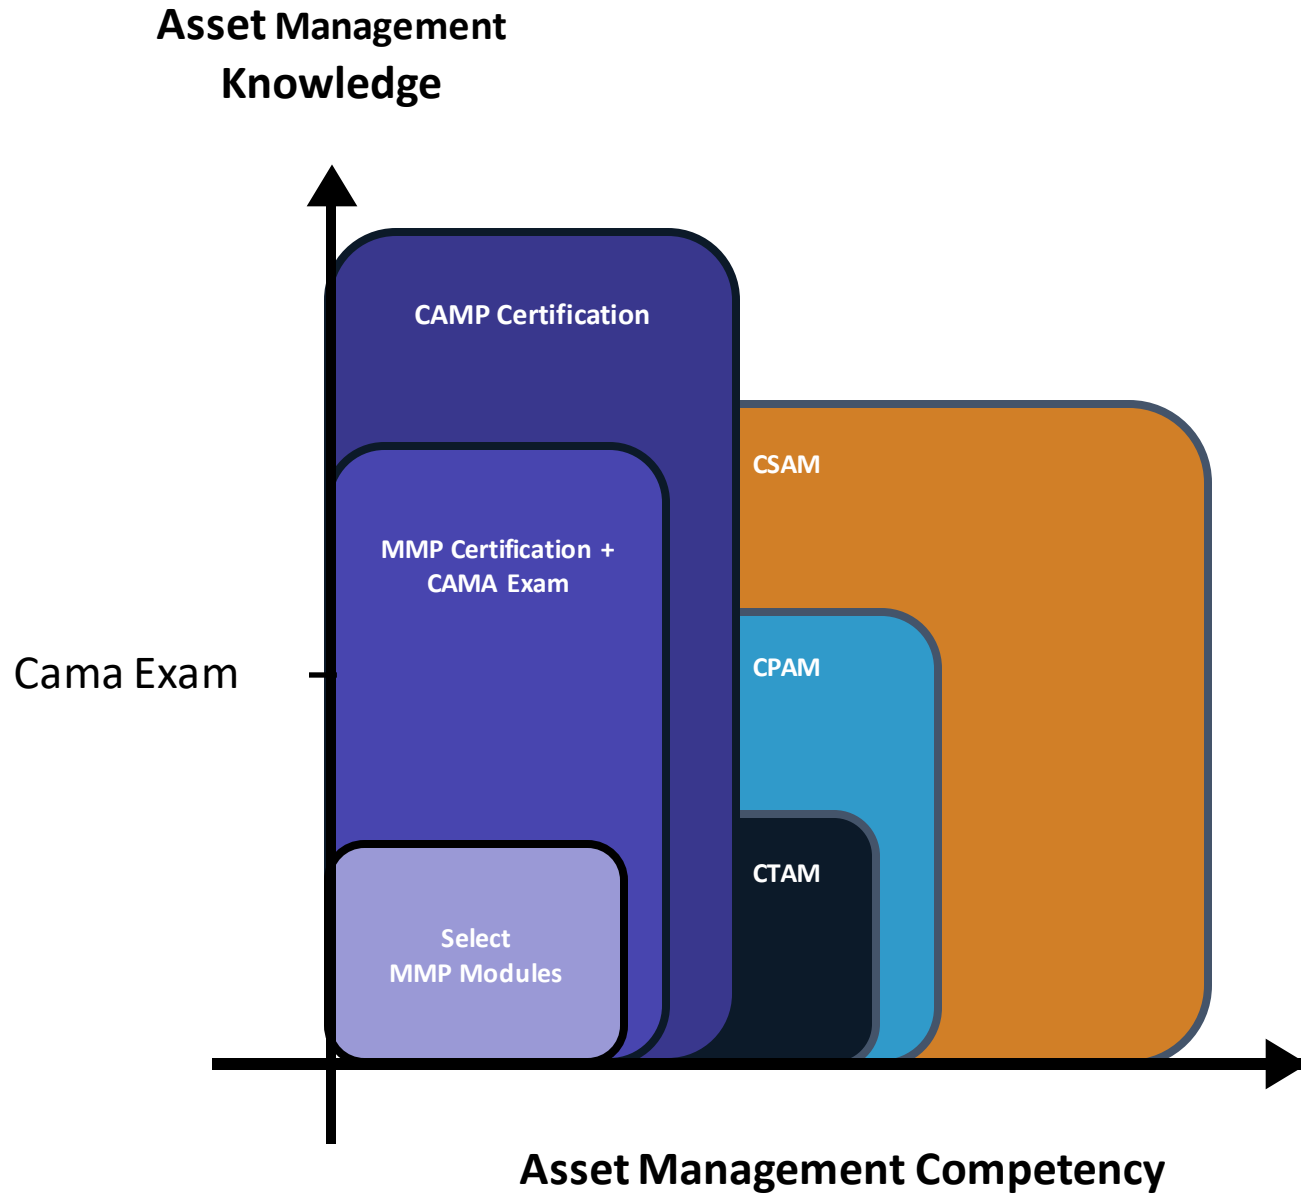 Asset Management
Knowledge
CAMP Certification
CSAM
MMP Certification +
CAMA Exam
Cama Exam
CPAM
CTAM
Select
MMP Modules
Asset Management Competency